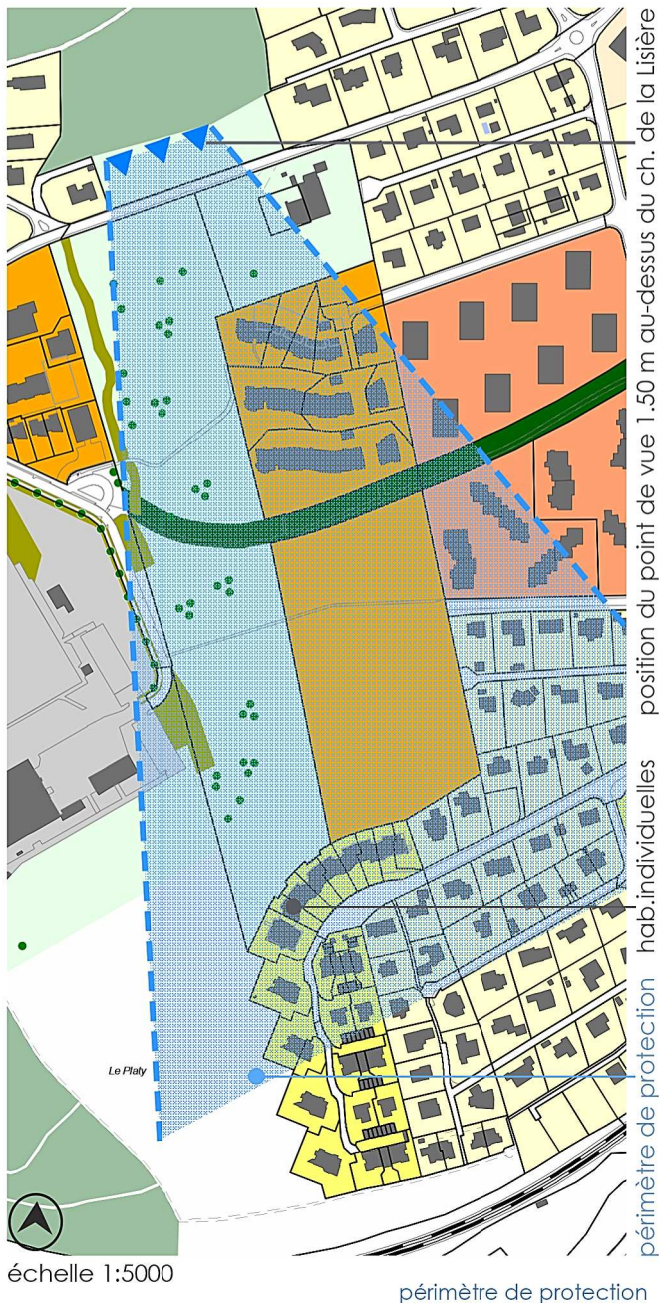 position du point de vue 1.50 m au-dessus du ch. de la Lisière
hab.individuelles
périmètre de protection
Le Platy
échelle 1:5000
périmètre de protection